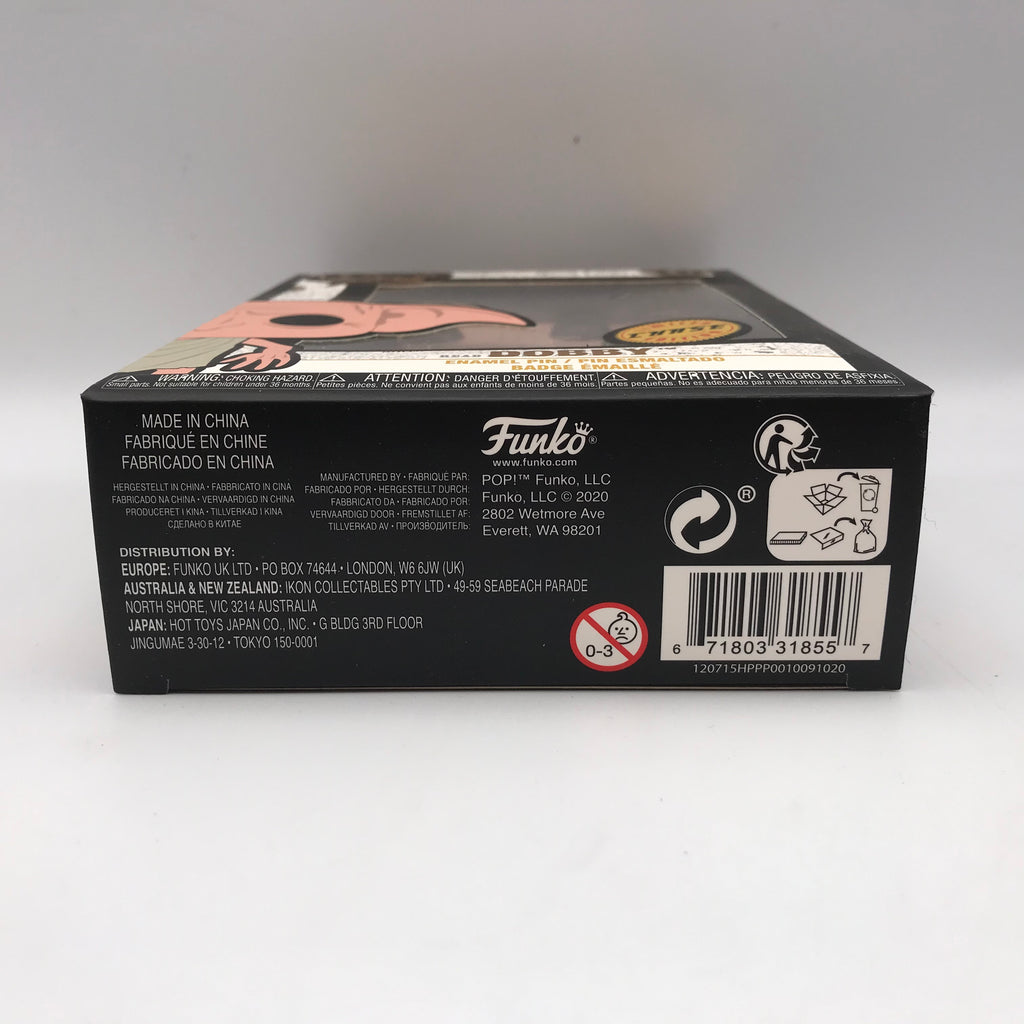 CHASE
DOBBY
ENAMEL PIN / PIN ESMALTADO
BADGE ÉMAILLÉ
WARNING: CHOKING HAZARD
Small parts. Not suitable for children under 36 months.
ATTENTION: DANGER D'ÉTOUFFEMENT.
Petites pièces. Ne convient pas aux enfants de moins de 36 mois.
ADVERTENCIA: PELIGRO DE ASFIXIA
Partes pequeñas. No es adecuado para niños menores de 36 meses
MADE IN CHINA
FABRIQUÉ EN CHINE
FABRICADO EN CHINA
HERGESTELLT IN CHINA • FABBRICATO IN CINA
FABRICADO NA CHINA • VERVAARDIGD IN CHINA
PRODUCERET I KINA • TILLVERKAD I KINA
СДЕЛАНО В КИТАЕ
MANUFACTURED BY • FABRIQUÉ PAR:
FABRICADO POR • HERGESTELLT DURCH:
FABBRICATO DA • FABRICADO POR:
VERVAARDIGD DOOR • FREMSTILLET AF:
TILLVERKAD AV • ПРОИЗВОДИТЕЛЬ:
Funko®
www.funko.com
POP!™ Funko, LLC
Funko, LLC © 2020
2802 Wetmore Ave
Everett, WA 98201
DISTRIBUTION BY:
EUROPE: FUNKO UK LTD • PO BOX 74644 • LONDON, W6 6JW (UK)
AUSTRALIA & NEW ZEALAND: IKON COLLECTABLES PTY LTD • 49-59 SEABEACH PARADE
NORTH SHORE, VIC 3214 AUSTRALIA
JAPAN: HOT TOYS JAPAN CO., INC. • G BLDG 3RD FLOOR
JINGUMAE 3-30-12 • TOKYO 150-0001
®
0-3
6 71803 31855 7
120715HPPP0010091020